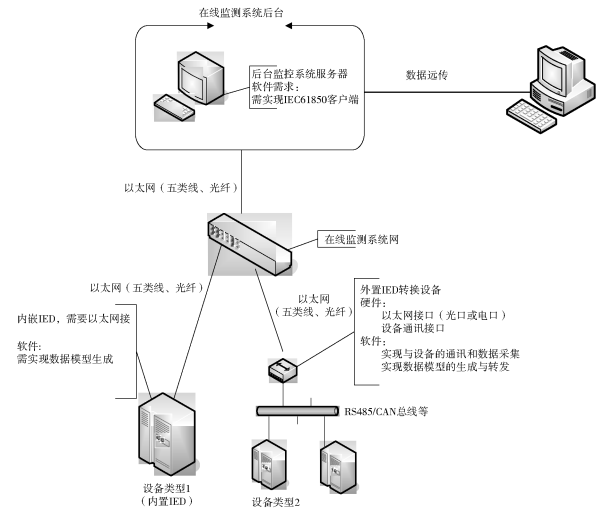 在线监测系统后台
后台监控系统服务器
软件需求：
需实现IEC61850客户端
数据远传
以太网（五类线、光纤）
在线监测系统网
以太网（五类线、光纤）
以太网
（五类线、光纤）
外置IED转换设备
硬件：
以太网接口（光口或电口）
设备通讯接口
软件：
实现与设备的通讯和数据采集
实现数据模型的生成与转发
内嵌IED，需要以太网接
软件：
需实现数据模型生成
RS485/CAN总线等
设备类型1
（内置IED）
设备类型2